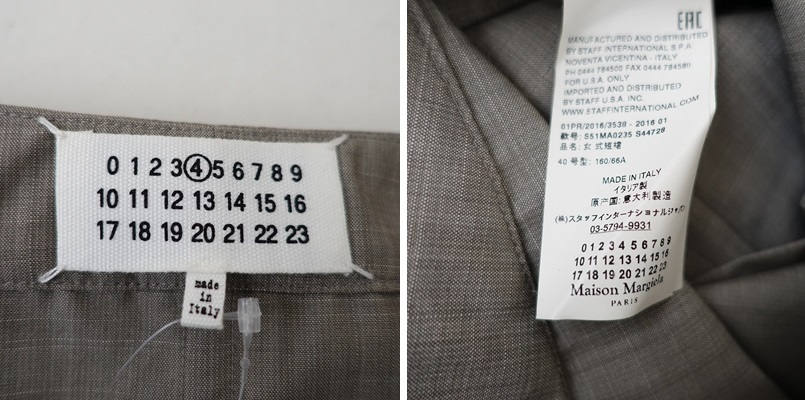 0 1 2 3 4 5 6 7 8 9
10 11 12 13 14 15 16
17 18 19 20 21 22 23
made
in
Italy
EAC
MANUFACTURED AND DISTRIBUTED
BY STAFF INTERNATIONAL S.P.A.
NOVENTA VICENTINA - ITALY
PH 0444 784500 FAX 0444 784580
FOR U.S.A. ONLY
IMPORTED AND DISTRIBUTED
BY STAFF U.S.A. INC.
WWW.STAFFINTERNATIONAL.COM
01PR/2016/3538 - 2016 01
款号: S51MA0235 S44728
品名: 女式短裙
40 号型: 160/66A
MADE IN ITALY
イタリア製
原产国: 意大利製造
(株)スタッフインターナショナルジャパン
03-5794-9931
0 1 2 3 4 5 6 7 8 9
10 11 12 13 14 15 16
17 18 19 20 21 22 23
Maison Margiela
PARIS